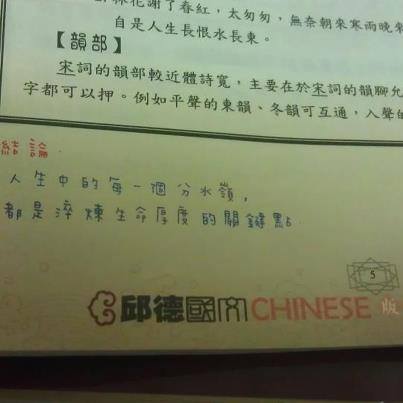 林花謝了春紅，太匆匆，無奈朝來寒雨晚來
自是人生長恨水長東。
【韻部】
宋詞的韻部較近體詩寬，主要在於宋詞的韻腳允
字都可以押。例如平聲的東韻、冬韻可互通，入聲的
結論
人生中的每一個分水嶺，
都是淬煉生命厚度的關鍵點.
5
邱德國文 CHINESE 版